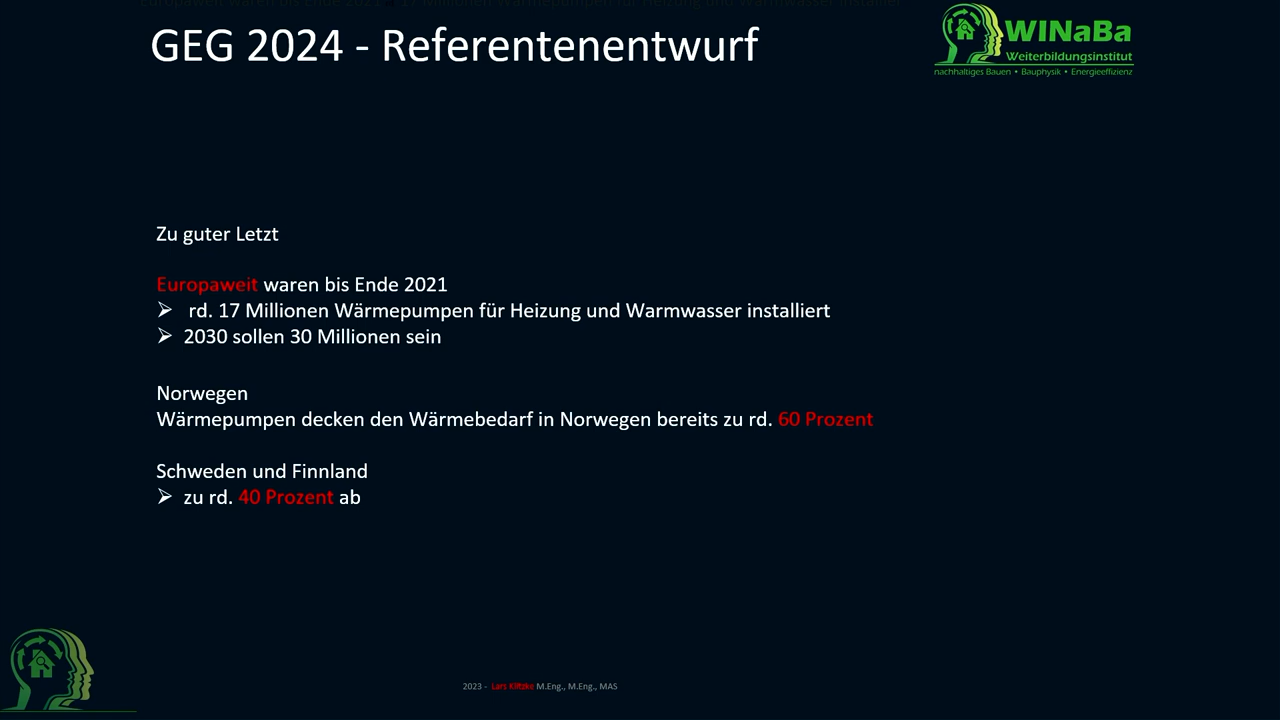 GEG 2024 - Referentenentwurf
WINaBa
Weiterbildungsinstitut
nachhaltiges Bauen • Bauphysik • Energieeffizienz
Zu guter Letzt
Europaweit waren bis Ende 2021
➢ rd. 17 Millionen Wärmepumpen für Heizung und Warmwasser installiert
➢ 2030 sollen 30 Millionen sein
Norwegen
Wärmepumpen decken den Wärmebedarf in Norwegen bereits zu rd. 60 Prozent
Schweden und Finnland
➢ zu rd. 40 Prozent ab
2023 - Lars Klitzke M.Eng., M.Eng., MAS